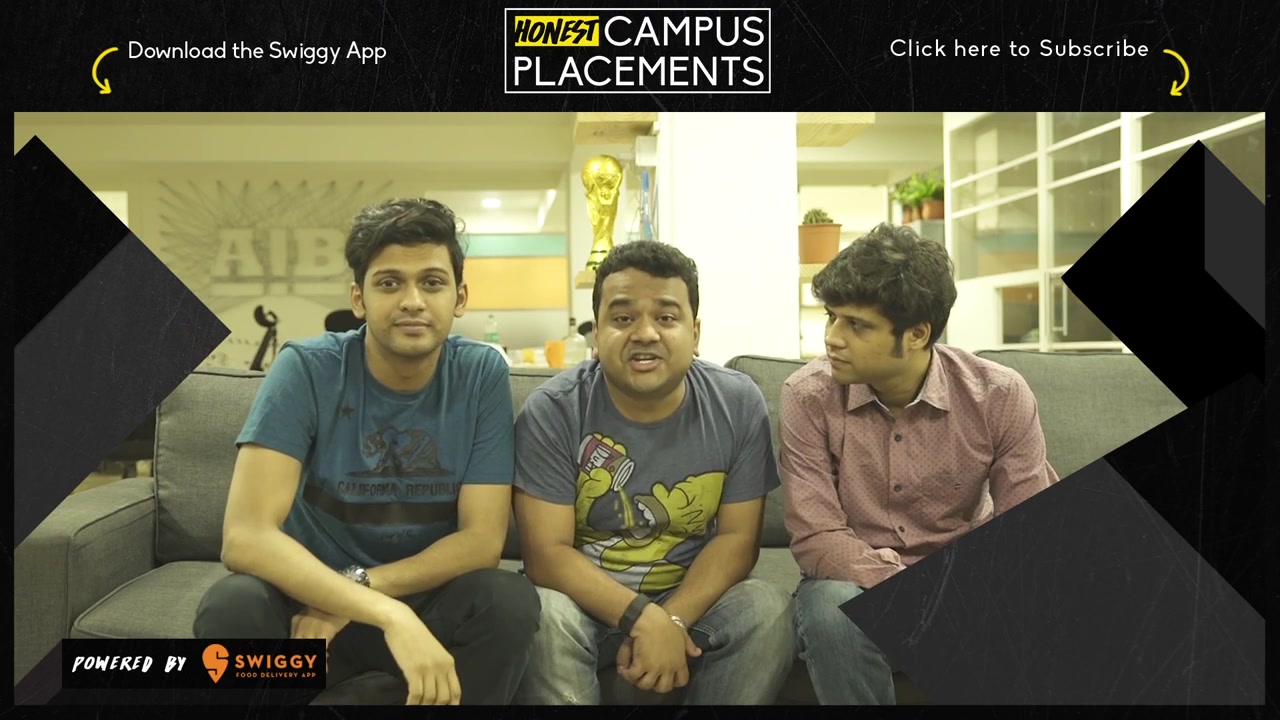 Download the Swiggy App
HONEST CAMPUS
PLACEMENTS
Click here to Subscribe
AIB
CALIFORNIA REPUBLIC
POWERED BY SWIGGY
FOOD DELIVERY APP